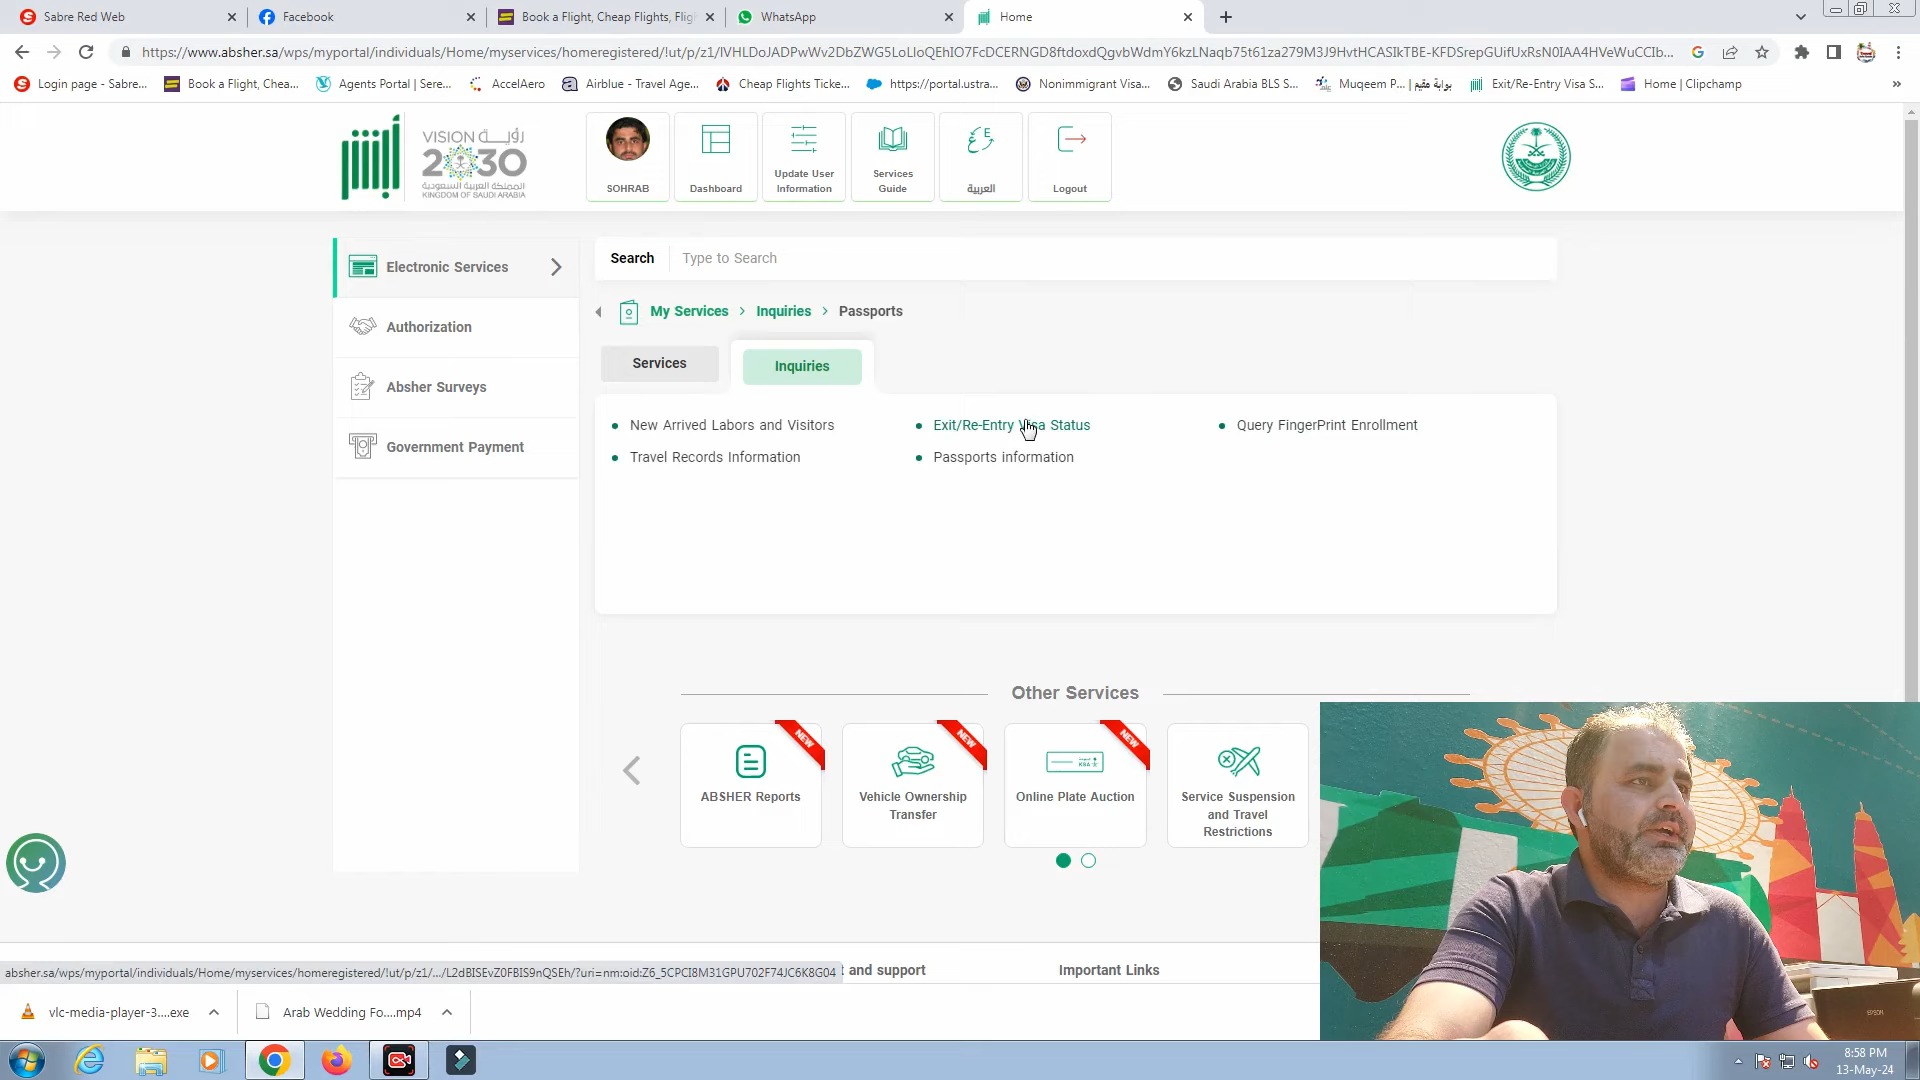 Sabre Red Web
Facebook
Book a Flight, Cheap Flights, Flig
WhatsApp
Home
https://www.absher.sa/wps/myportal/individuals/Home/myservices/homeregistered/!ut/p/z1/
Login page - Sabre...
Book a Flight, Chea...
Agents Portal | Sere...
AccelAero
Airblue - Travel Age...
Cheap Flights Ticke...
https://portal.ustra...
Nonimmigrant Visa...
Saudi Arabia BLS S...
Muqeem P... | بوابة مقيم
Exit/Re-Entry Visa S...
Home | Clipchamp
»
أبشر
VISION رؤية
2030
المملكة العربية السعودية
KINGDOM OF SAUDI ARABIA
SOHRAB
Dashboard
Update User
Information
Services
Guide
E ع
العربية
Logout
Electronic Services
Authorization
Absher Surveys
Government Payment
Search
Type to Search
My Services > Inquiries > Passports
Services
Inquiries
New Arrived Labors and Visitors
Exit/Re-Entry Visa Status
Query FingerPrint Enrollment
Travel Records Information
Passports information
Other Services
NEW
ABSHER Reports
NEW
Vehicle Ownership
Transfer
NEW
KSA
Online Plate Auction
Service Suspension
and Travel
Restrictions
absher.sa/wps/myportal/individuals/Home/myservices/homeregistered/!ut/p/z1/.../L2dBISEvZ0FBIS9nQSEh/?uri=nm:oid:Z6_5CPCI8M31GPU702F74JC6K8G04
and support
Important Links
vlc-media-player-3....exe
Arab Wedding Fo....mp4
EPSON
8:58 PM
13-May-24